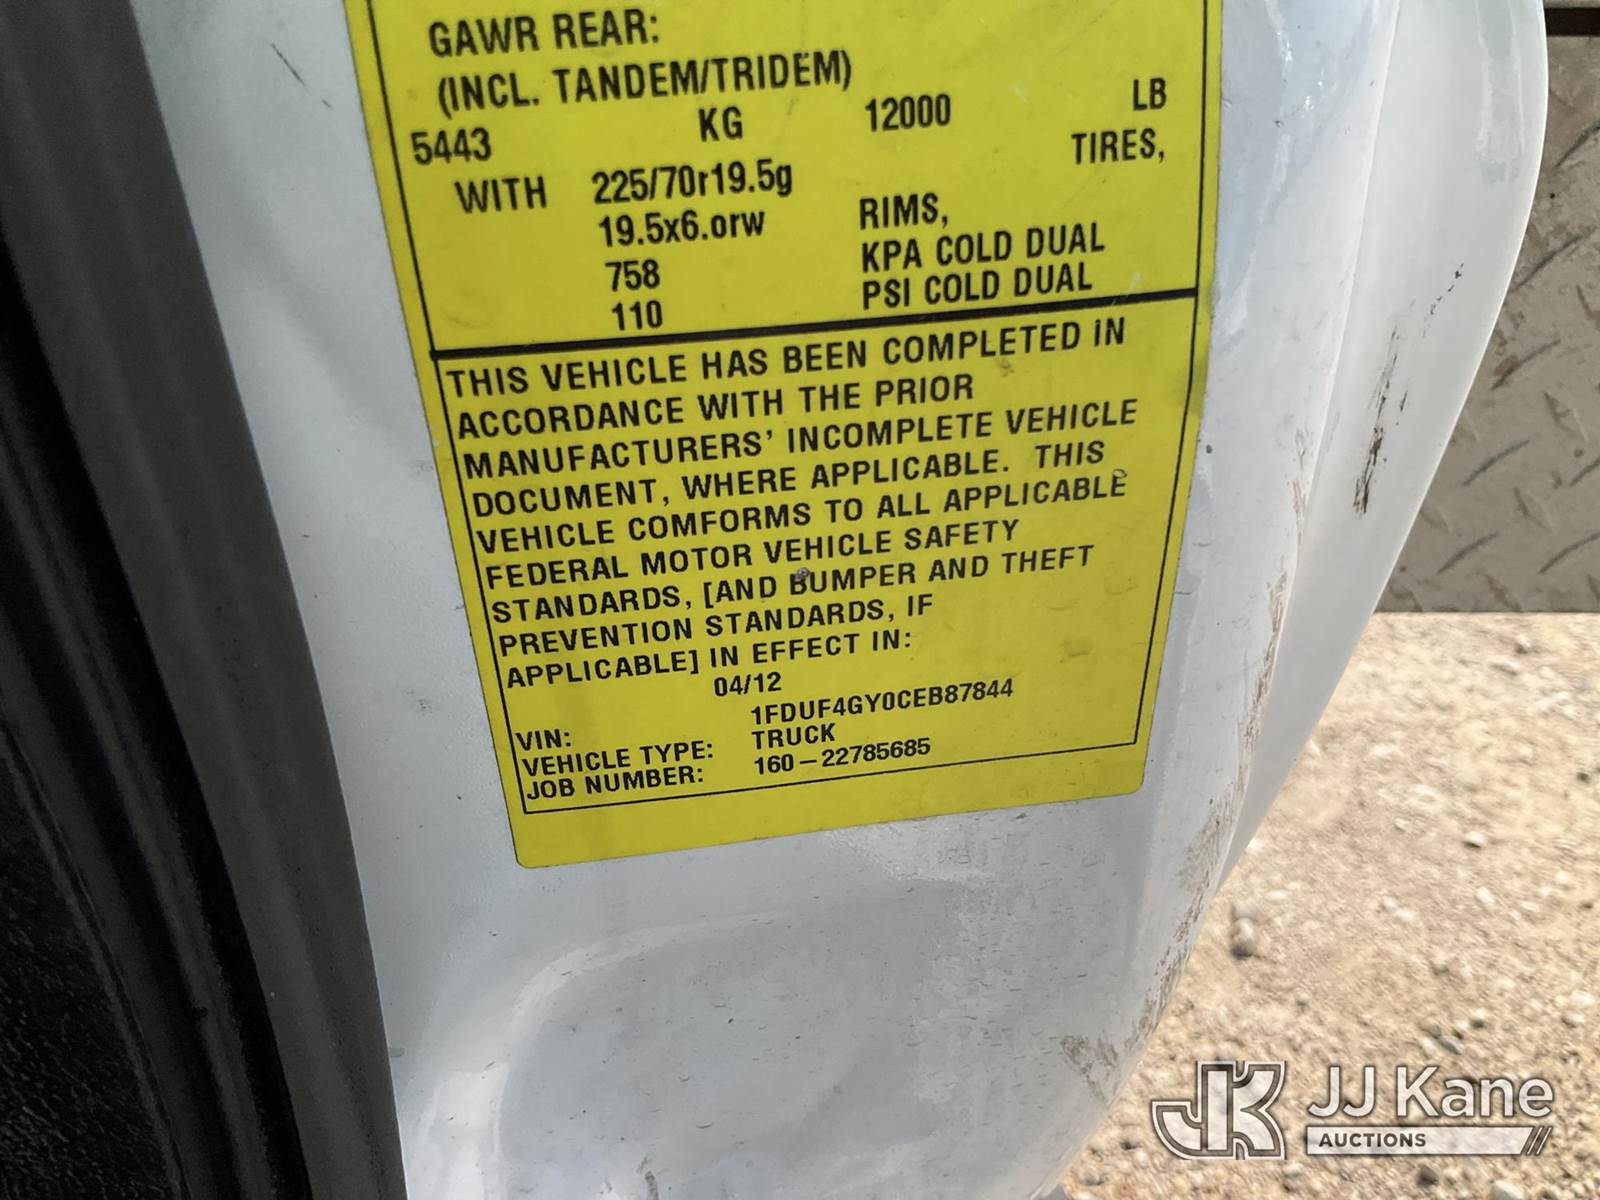 GAWR REAR:
(INCL. TANDEM/TRIDEM)
5443 KG 12000 LB
WITH 225/70r19.5g TIRES,
19.5x6.orw RIMS,
758 KPA COLD DUAL
110 PSI COLD DUAL
THIS VEHICLE HAS BEEN COMPLETED IN
ACCORDANCE WITH THE PRIOR
MANUFACTURERS' INCOMPLETE VEHICLE
DOCUMENT, WHERE APPLICABLE. THIS
VEHICLE COMFORMS TO ALL APPLICABLE
FEDERAL MOTOR VEHICLE SAFETY
STANDARDS, [AND BUMPER AND THEFT
PREVENTION STANDARDS, IF
APPLICABLE] IN EFFECT IN:
04/12
VIN: 1FDUF4GY0CEB87844
VEHICLE TYPE: TRUCK
JOB NUMBER: 160-22785685
JK JJ Kane
AUCTIONS